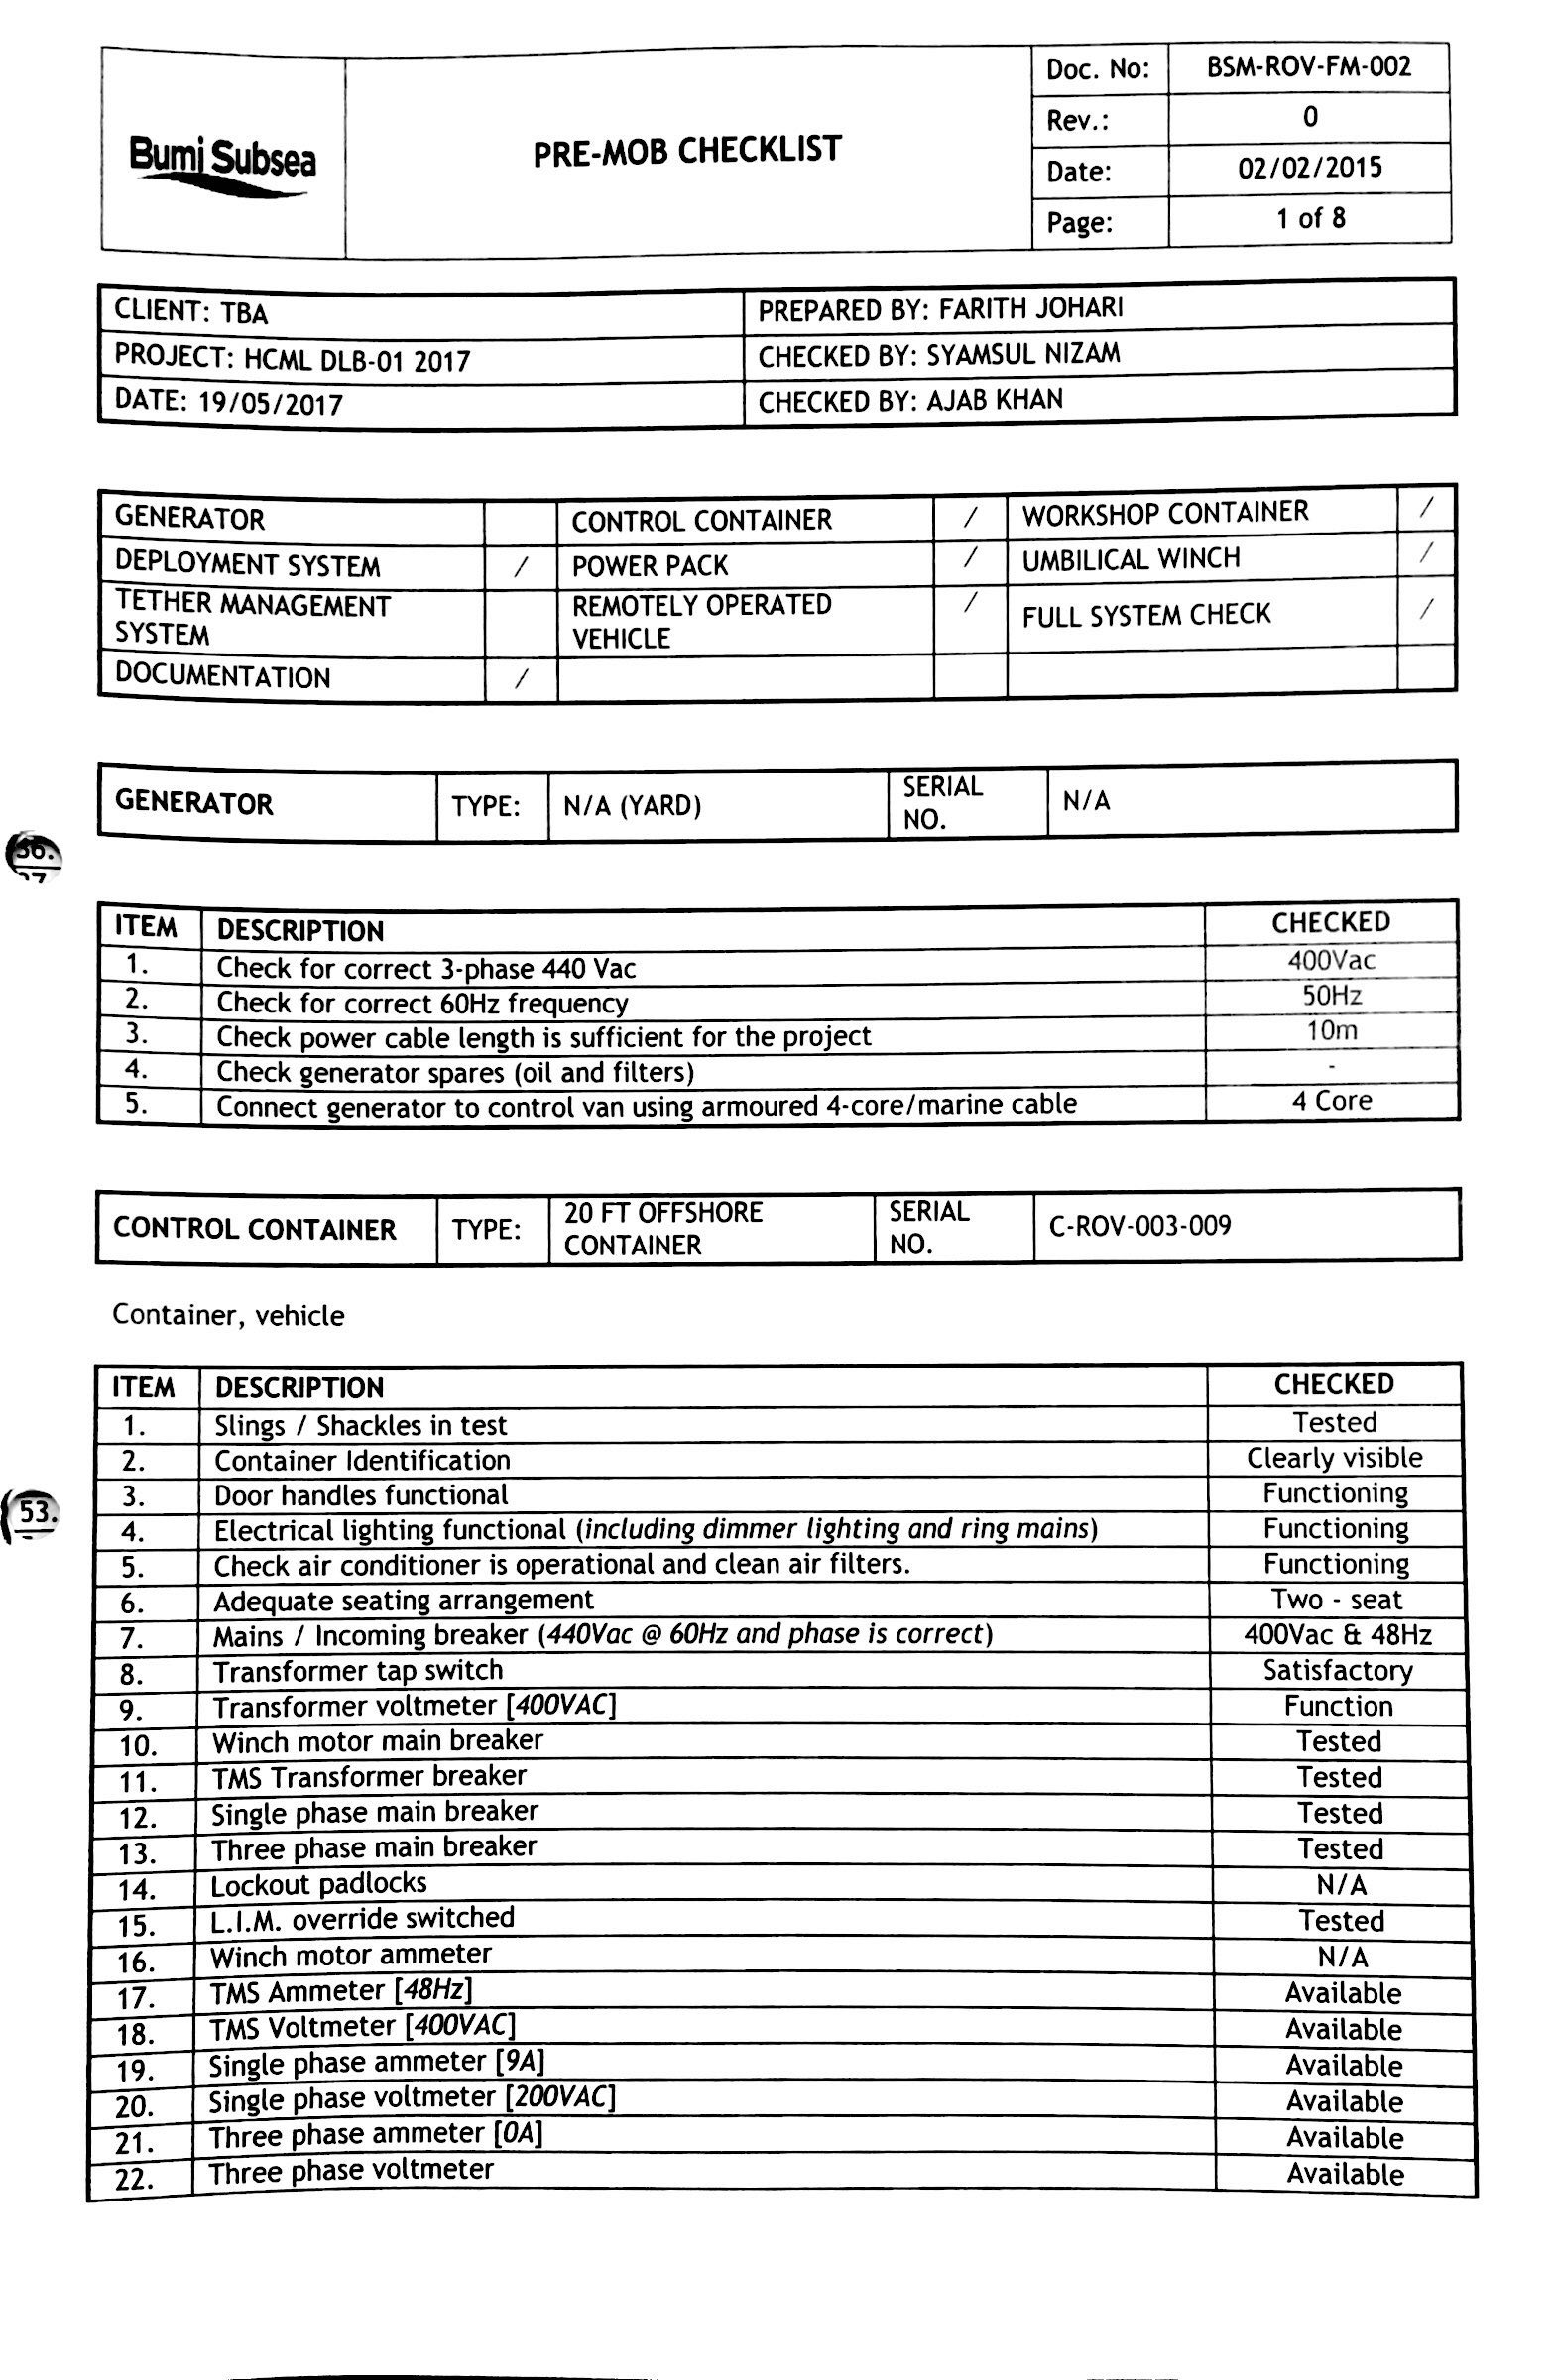 Bumi Subsea
PRE-MOB CHECKLIST
Doc. No: BSM-ROV-FM-002
Rev.: 0
Date: 02/02/2015
Page: 1 of 8
CLIENT: TBA PREPARED BY: FARITH JOHARI
PROJECT: HCML DLB-01 2017 CHECKED BY: SYAMSUL NIZAM
DATE: 19/05/2017 CHECKED BY: AJAB KHAN
GENERATOR CONTROL CONTAINER / WORKSHOP CONTAINER /
DEPLOYMENT SYSTEM / POWER PACK / UMBILICAL WINCH /
TETHER MANAGEMENT SYSTEM REMOTELY OPERATED VEHICLE / FULL SYSTEM CHECK /
DOCUMENTATION /
GENERATOR TYPE: N/A (YARD) SERIAL NO. N/A
36.
ITEM DESCRIPTION CHECKED
1. Check for correct 3-phase 440 Vac 400Vac
2. Check for correct 60Hz frequency 50Hz
3. Check power cable length is sufficient for the project 10m
4. Check generator spares (oil and filters) -
5. Connect generator to control van using armoured 4-core/marine cable 4 Core
CONTROL CONTAINER TYPE: 20 FT OFFSHORE CONTAINER SERIAL NO. C-ROV-003-009
Container, vehicle
ITEM DESCRIPTION CHECKED
1. Slings / Shackles in test Tested
2. Container Identification Clearly visible
3. Door handles functional Functioning
53.
4. Electrical lighting functional (including dimmer lighting and ring mains) Functioning
5. Check air conditioner is operational and clean air filters. Functioning
6. Adequate seating arrangement Two - seat
7. Mains / Incoming breaker (440Vac @ 60Hz and phase is correct) 400Vac & 48Hz
8. Transformer tap switch Satisfactory
9. Transformer voltmeter [400VAC] Function
10. Winch motor main breaker Tested
11. TMS Transformer breaker Tested
12. Single phase main breaker Tested
13. Three phase main breaker Tested
14. Lockout padlocks N/A
15. L.I.M. override switched Tested
16. Winch motor ammeter N/A
17. TMS Ammeter [48Hz] Available
18. TMS Voltmeter [400VAC] Available
19. Single phase ammeter [9A] Available
20. Single phase voltmeter [200VAC] Available
21. Three phase ammeter [0A] Available
22. Three phase voltmeter Available